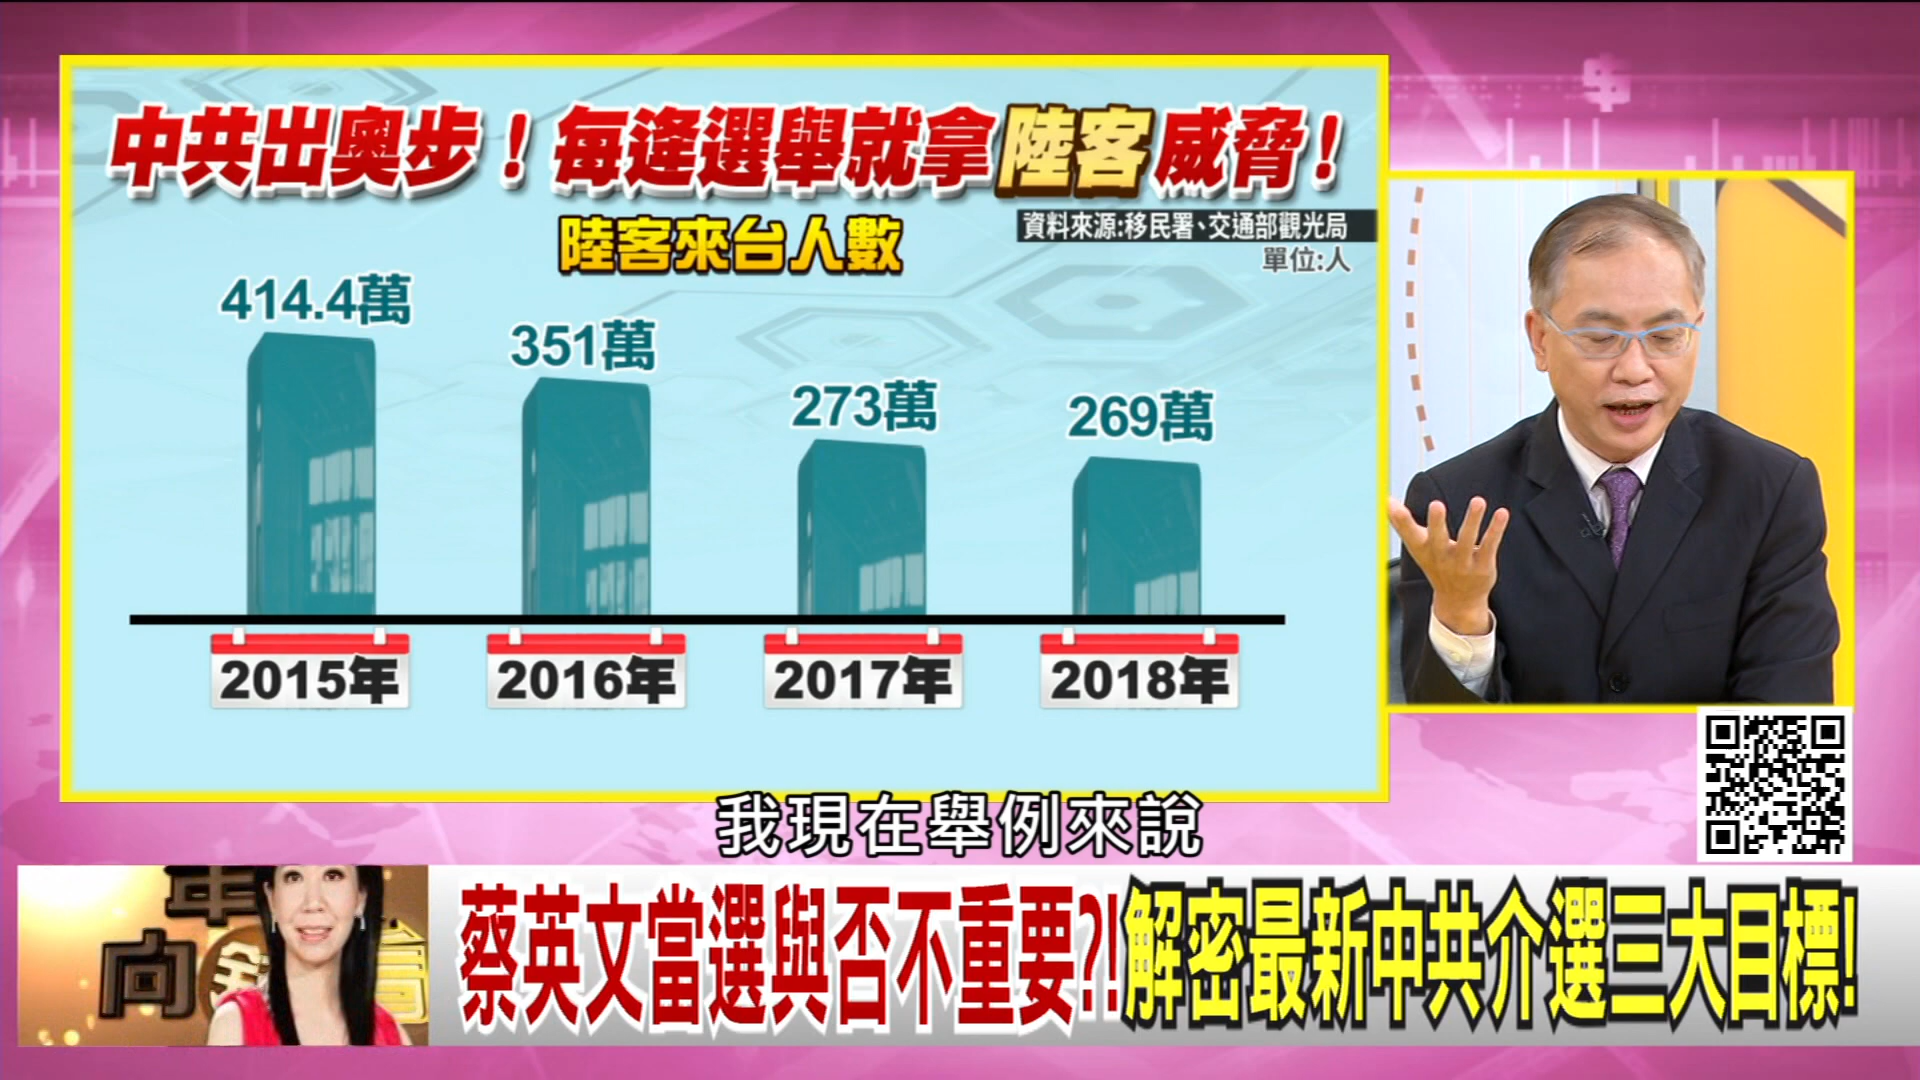 中共出奧步！每逢選舉就拿陸客威脅！
資料來源:移民署、交通部觀光局
陸客來台人數
單位:人
414.4萬
351萬
273萬
269萬
2015年
2016年
2017年
2018年
我現在舉例來說
年
向錢
蔡英文當選與否不重要?!解密最新中共介選三大目標!